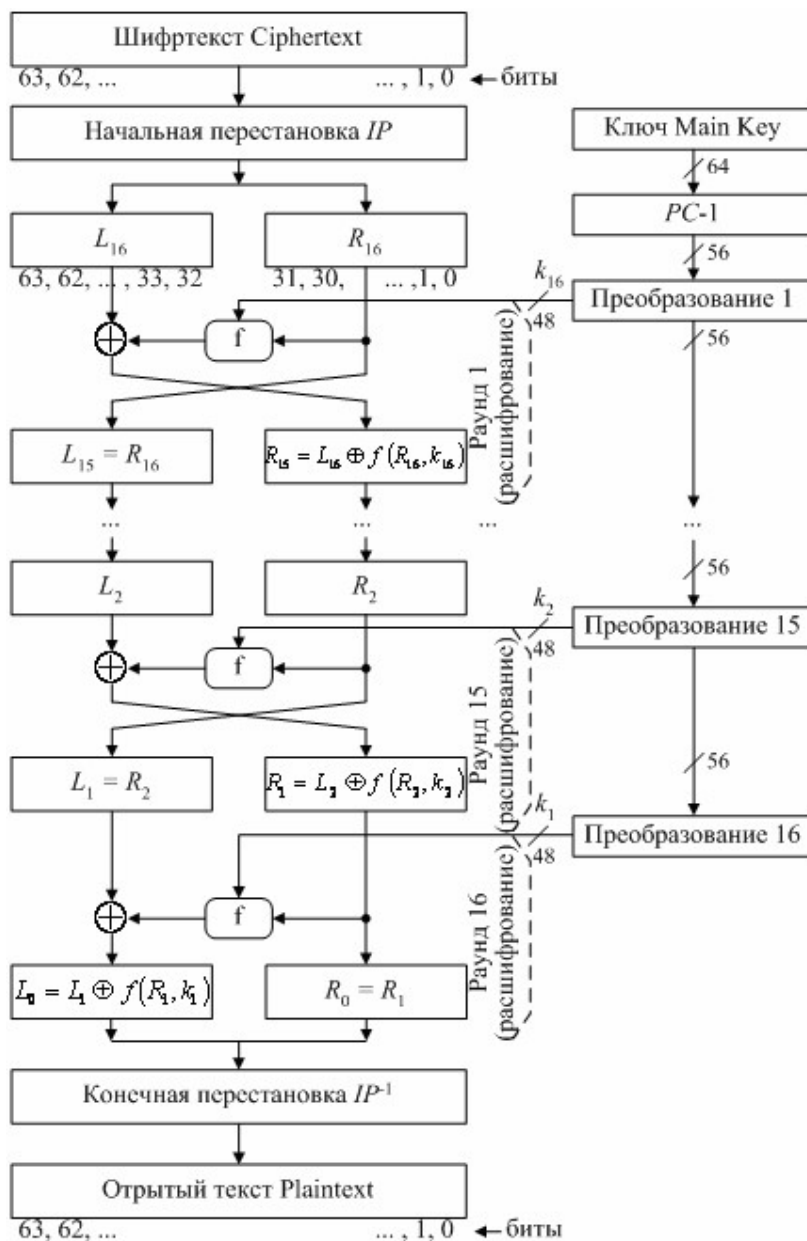 Шифртекст Ciphertext
63, 62, ... ... , 1, 0 биты
Начальная перестановка IP
Ключ Main Key
64
PC-1
56
L16 R16
63, 62, ... , 33, 32 31, 30, ... ,1, 0
k16
48
Преобразование 1
56
f
Раунд 1
(расшифрование)
L15 = R16 R15 = L16 ⊕ f(R16, k16)
... ... ... ...
56
L2 R2
k2
48
Преобразование 15
f
Раунд 15
(расшифрование)
L1 = R2 R1 = L2 ⊕ f(R2, k2)
56
k1
48
Преобразование 16
f
Раунд 16
(расшифрование)
L0 = L1 ⊕ f(R1, k1) R0 = R1
Конечная перестановка IP-1
Отрытый текст Plaintext
63, 62, ... ... , 1, 0 биты